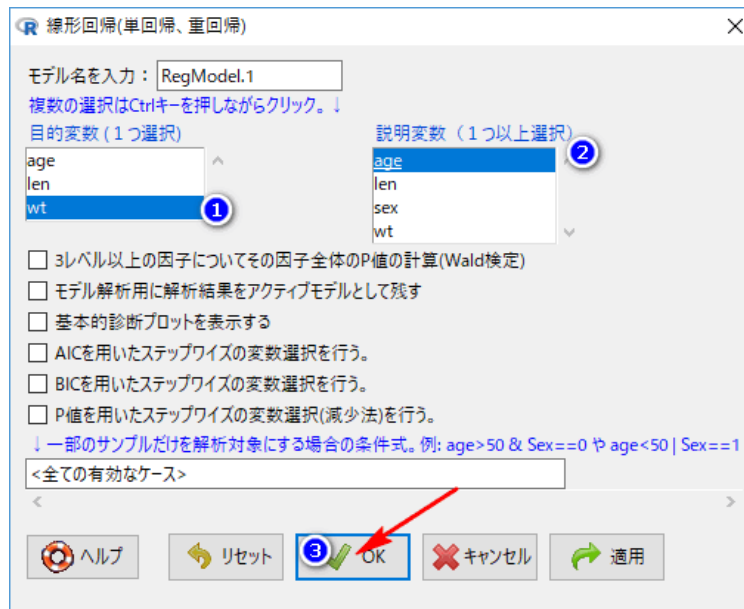 線形回帰(単回帰、重回帰)
モデル名を入力： RegModel.1
複数の選択はCtrlキーを押しながらクリック。↓
目的変数(１つ選択)
age
len
wt
1
説明変数（１つ以上選択）
age
len
sex
wt
2
3レベル以上の因子についてその因子全体のP値の計算(Wald検定)
モデル解析用に解析結果をアクティブモデルとして残す
基本的診断プロットを表示する
AICを用いたステップワイズの変数選択を行う。
BICを用いたステップワイズの変数選択を行う。
P値を用いたステップワイズの変数選択(減少法)を行う。
↓一部のサンプルだけを解析対象にする場合の条件式。例: age>50 & Sex==0 や age<50 | Sex==1
<全ての有効なケース>
ヘルプ
リセット
3
OK
キャンセル
適用